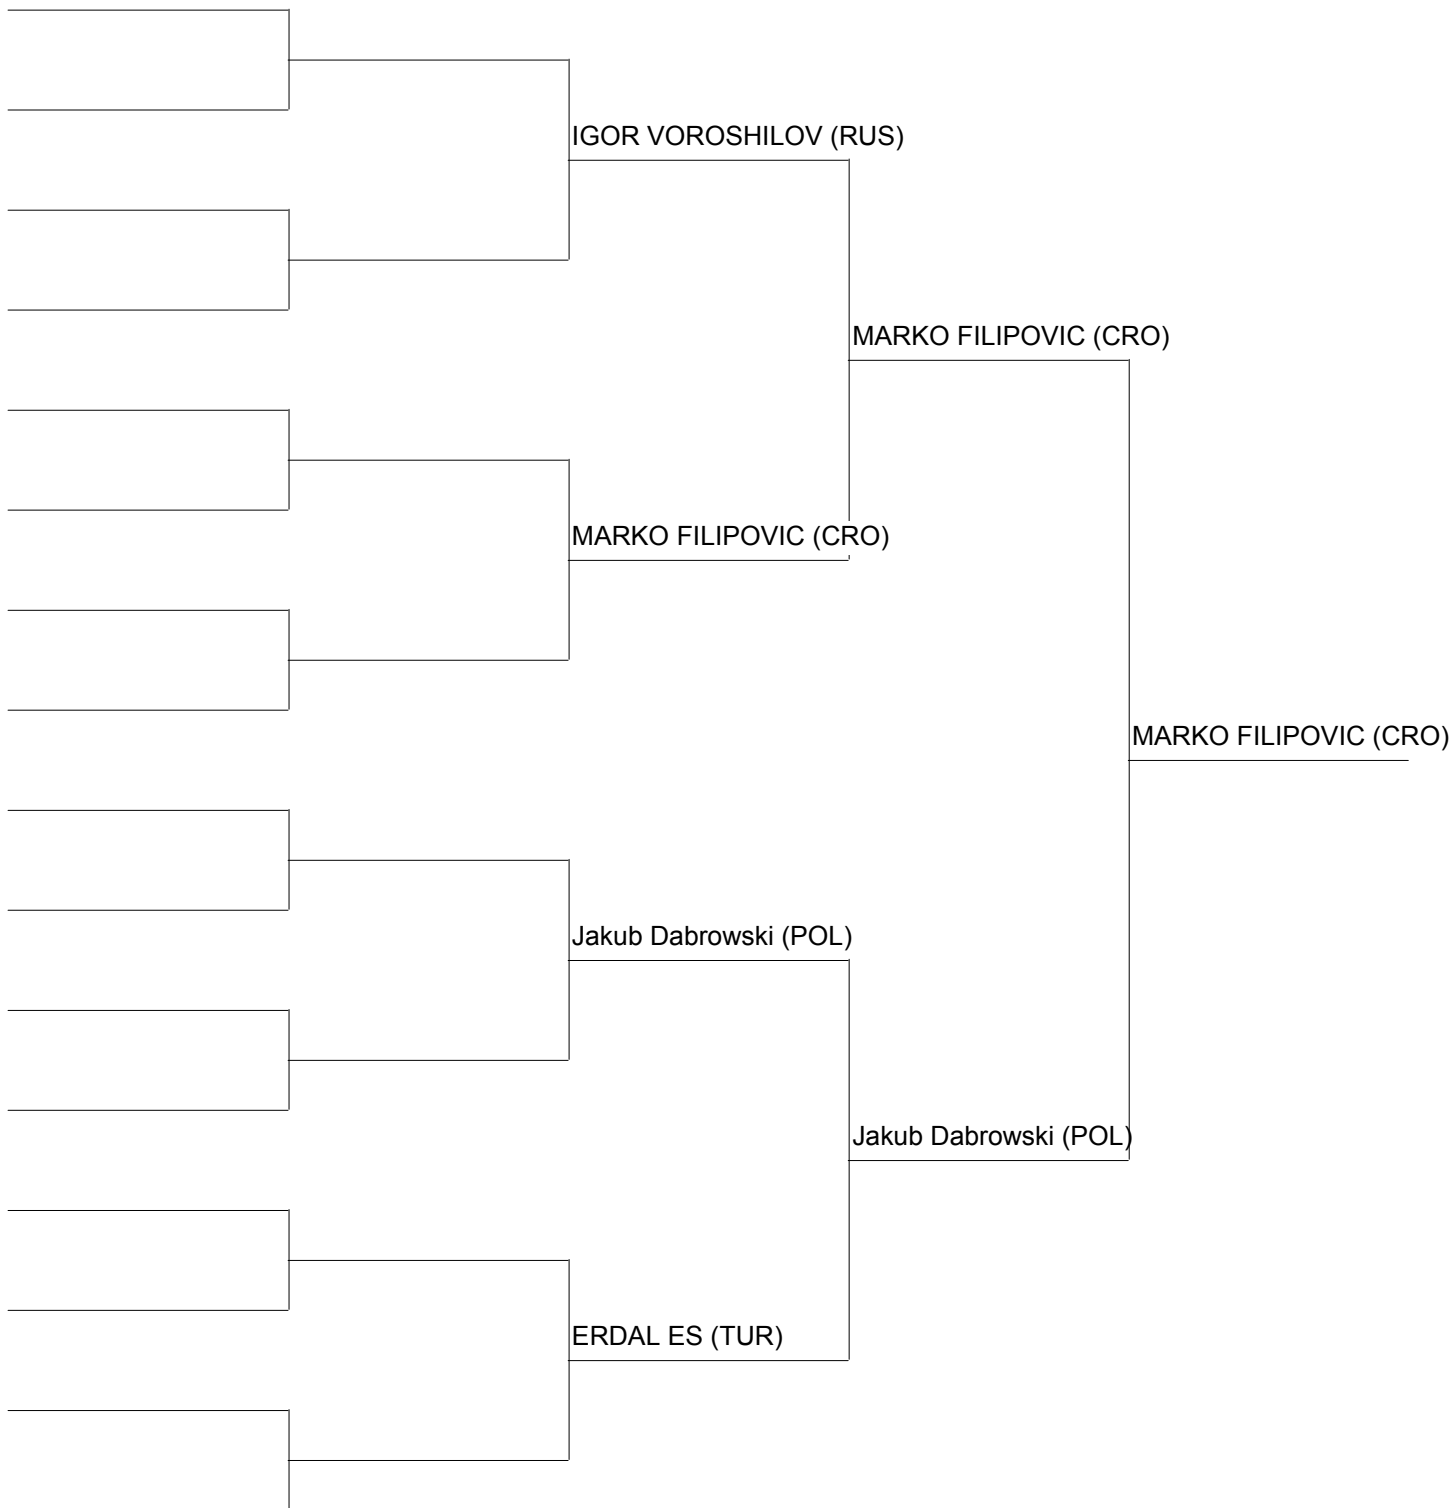 IGOR VOROSHILOV (RUS)
MARKO FILIPOVIC (CRO)
MARKO FILIPOVIC (CRO)
MARKO FILIPOVIC (CRO)
Jakub Dabrowski (POL)
Jakub Dabrowski (POL)
ERDAL ES (TUR)